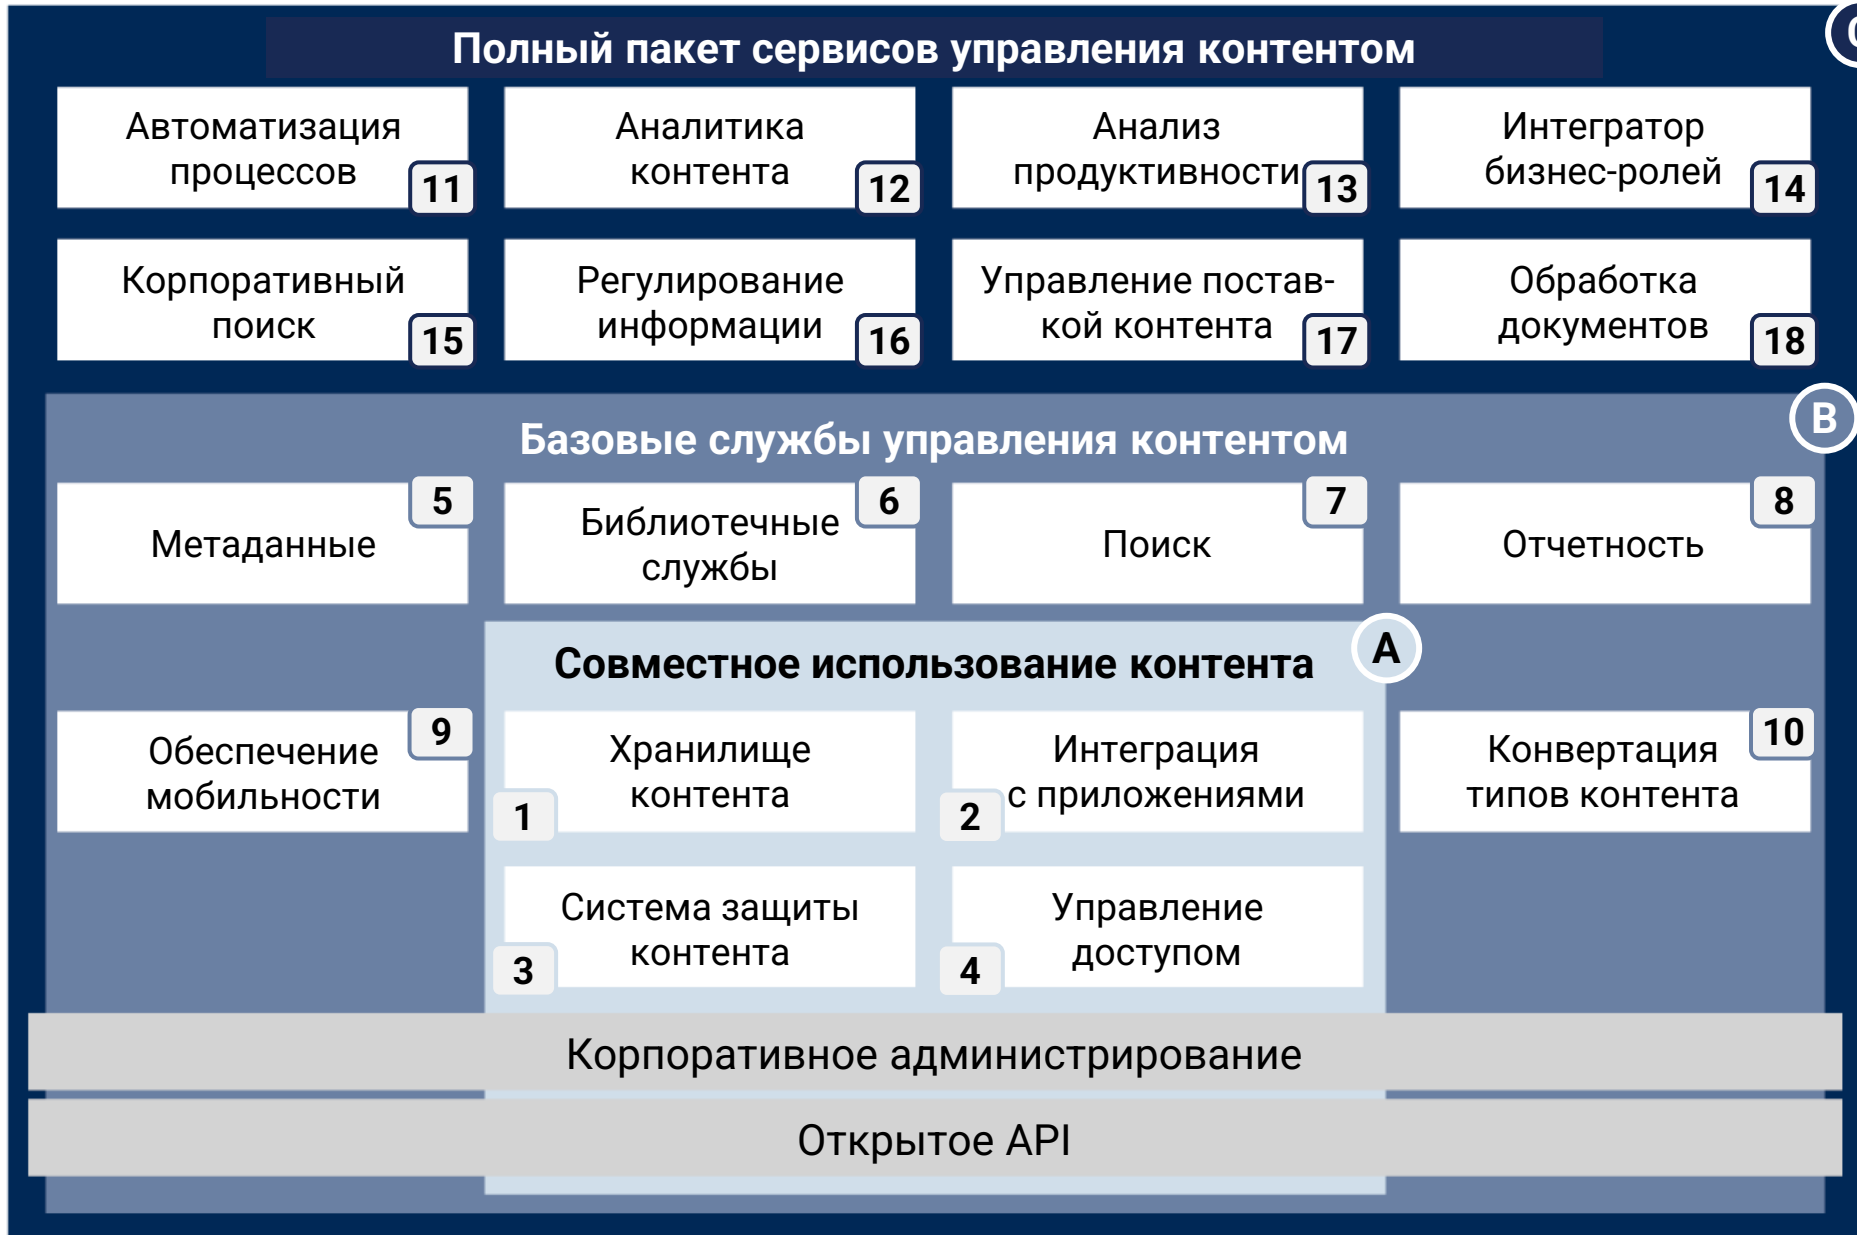 Полный пакет сервисов управления контентом
Автоматизация
процессов
11
Аналитика
контента
12
Анализ
продуктивности
13
Интегратор
бизнес-ролей
14
Корпоративный
поиск
15
Регулирование
информации
16
Управление постав-
кой контента
17
Обработка
документов
18
B
Базовые службы управления контентом
Метаданные
5
Библиотечные
службы
6
Поиск
7
Отчетность
8
A
Совместное использование контента
Обеспечение
мобильности
9
Хранилище
контента
1
Интеграция
с приложениями
2
Конвертация
типов контента
10
Система защиты
контента
3
Управление
доступом
4
Корпоративное администрирование
Открытое API